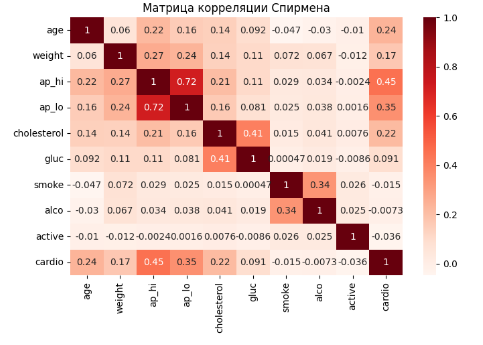 Матрица корреляции Спирмена
age 1 0.06 0.22 0.16 0.14 0.092 -0.047 -0.03 -0.01 0.24
weight 0.06 1 0.27 0.24 0.14 0.11 0.072 0.067 -0.012 0.17
ap_hi 0.22 0.27 1 0.72 0.21 0.11 0.029 0.034 -0.0024 0.45
ap_lo 0.16 0.24 0.72 1 0.16 0.081 0.025 0.038 0.0016 0.35
cholesterol 0.14 0.14 0.21 0.16 1 0.41 0.015 0.041 0.0076 0.22
gluc 0.092 0.11 0.11 0.081 0.41 1 0.00047 0.019 -0.0086 0.091
smoke -0.047 0.072 0.029 0.025 0.015 0.00047 1 0.34 0.026 -0.015
alco -0.03 0.067 0.034 0.038 0.041 0.019 0.34 1 0.025 -0.0073
active -0.01 -0.012 -0.0024 0.0016 0.0076 -0.0086 0.026 0.025 1 -0.036
cardio 0.24 0.17 0.45 0.35 0.22 0.091 -0.015 -0.0073 -0.036 1
age weight ap_hi ap_lo cholesterol gluc smoke alco active cardio
1.0
0.8
0.6
0.4
0.2
0.0